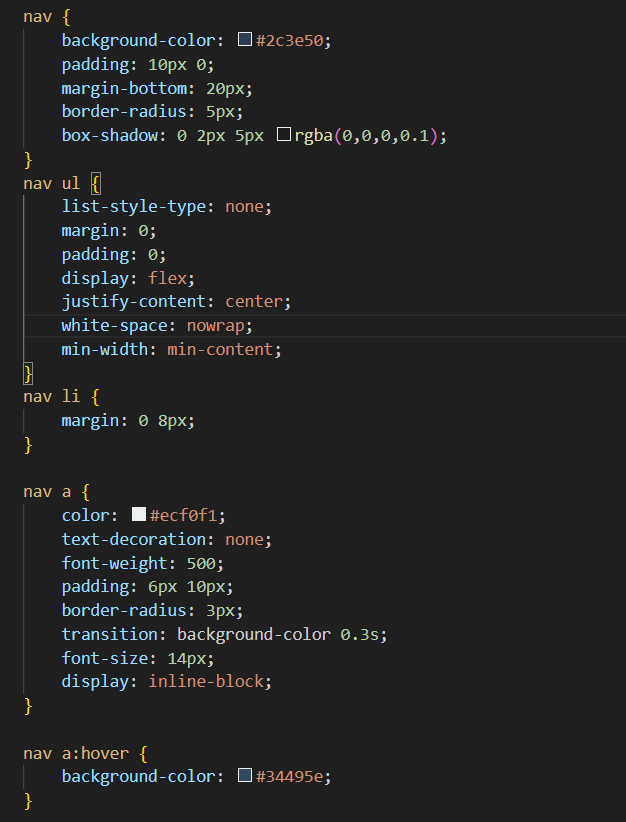 nav {
    background-color: #2c3e50;
    padding: 10px 0;
    margin-bottom: 20px;
    border-radius: 5px;
    box-shadow: 0 2px 5px rgba(0,0,0,0.1);
}
nav ul {
    list-style-type: none;
    margin: 0;
    padding: 0;
    display: flex;
    justify-content: center;
    white-space: nowrap;
    min-width: min-content;
}
nav li {
    margin: 0 8px;
}

nav a {
    color: #ecf0f1;
    text-decoration: none;
    font-weight: 500;
    padding: 6px 10px;
    border-radius: 3px;
    transition: background-color 0.3s;
    font-size: 14px;
    display: inline-block;
}

nav a:hover {
    background-color: #34495e;
}